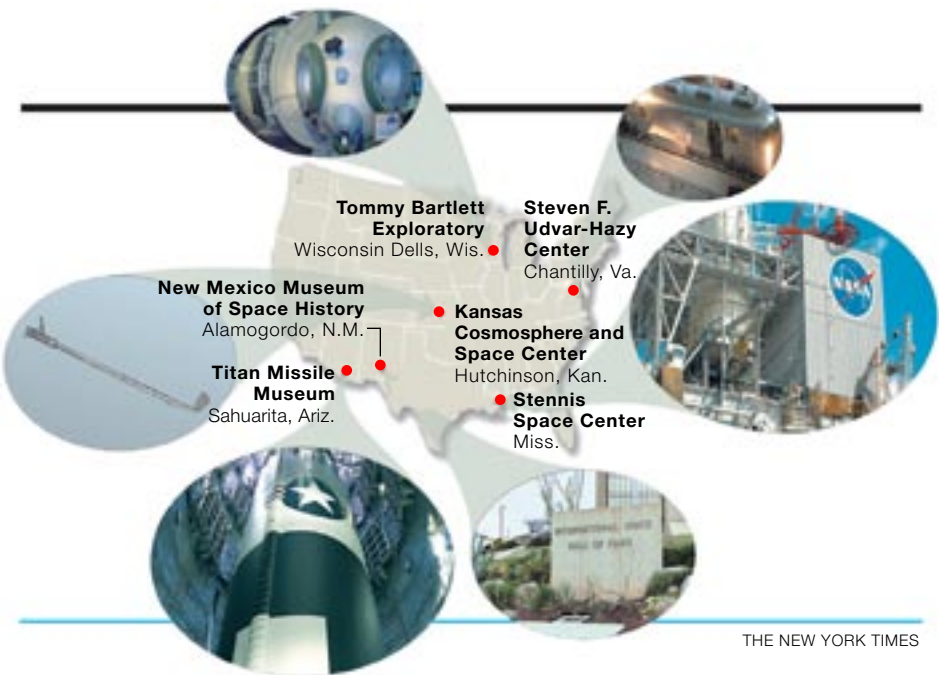 Tommy Bartlett
Exploratory
Wisconsin Dells, Wis.
Steven F.
Udvar-Hazy
Center
Chantilly, Va.
New Mexico Museum
of Space History
Alamogordo, N.M.
Kansas
Cosmosphere and
Space Center
Hutchinson, Kan.
Titan Missile
Museum
Sahuarita, Ariz.
Stennis
Space Center
Miss.
NASA
INTERNATIONAL SPACE
HALL OF FAME
THE NEW YORK TIMES